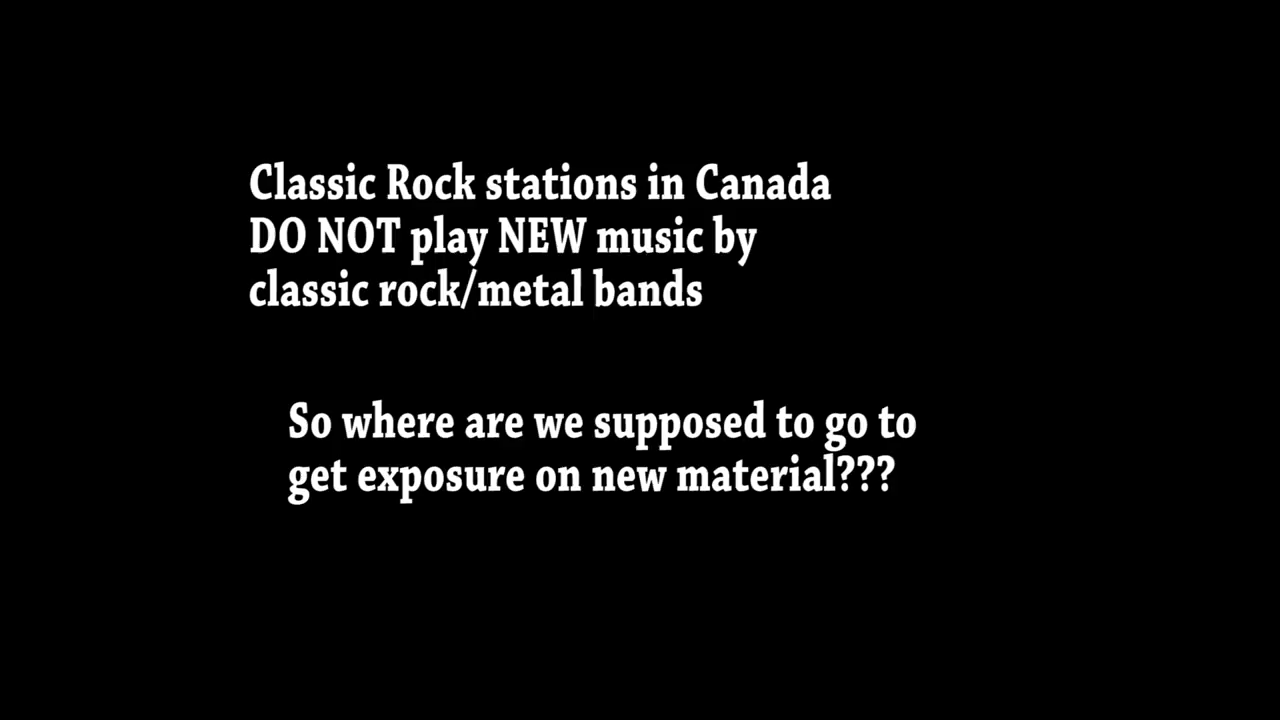 Classic Rock stations in Canada
DO NOT play NEW music by
classic rock/metal bands
So where are we supposed to go to
get exposure on new material???